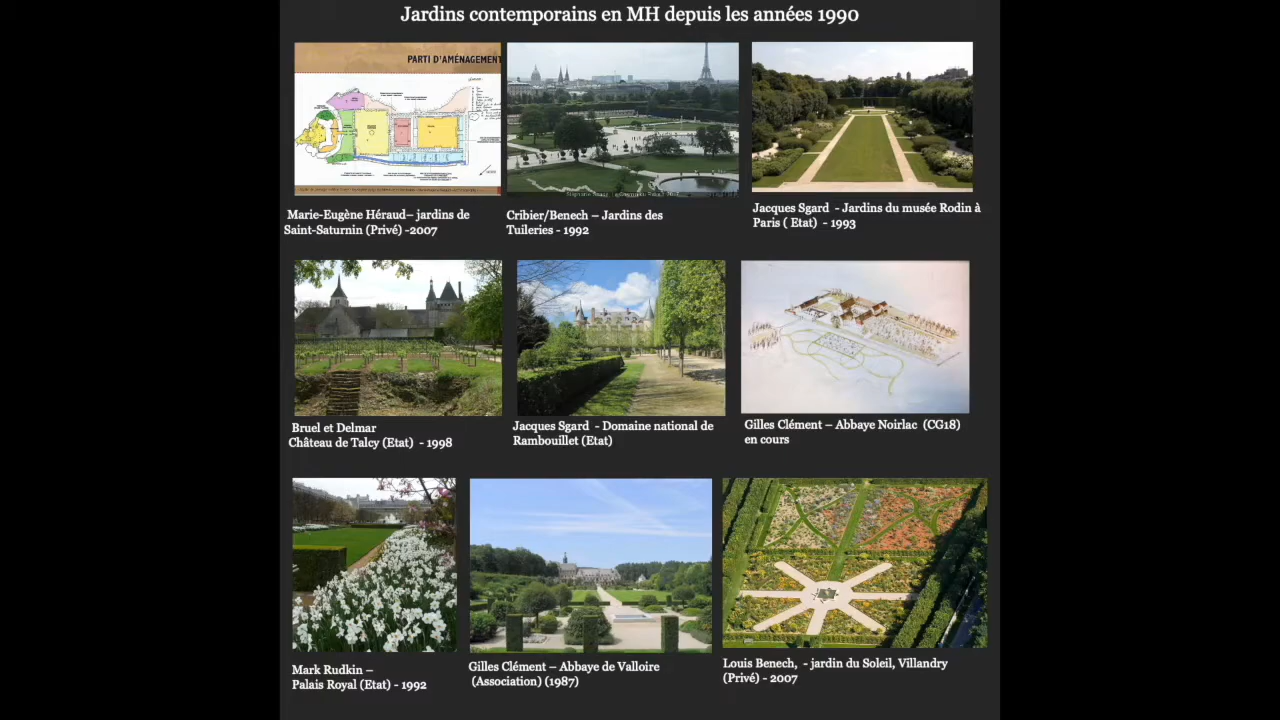 Jardins contemporains en MH depuis les années 1990
PARTI D'AMÉNAGEMENT
Marie-Eugène Héraud– jardins de
Saint-Saturnin (Privé) -2007
Cribier/Benech – Jardins des
Tuileries - 1992
Jacques Sgard - Jardins du musée Rodin à
Paris ( Etat) - 1993
Bruel et Delmar
Château de Talcy (Etat) - 1998
Jacques Sgard - Domaine national de
Rambouillet (Etat)
Gilles Clément – Abbaye Noirlac (CG18)
en cours
Mark Rudkin –
Palais Royal (Etat) - 1992
Gilles Clément – Abbaye de Valloire
(Association) (1987)
Louis Benech, - jardin du Soleil, Villandry
(Privé) - 2007